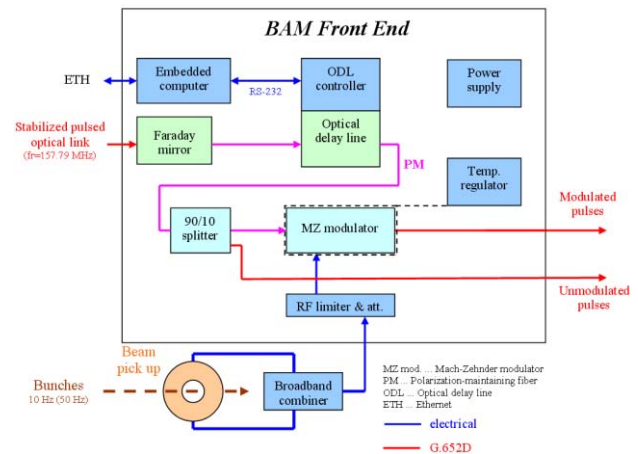 BAM Front End
ETH
Embedded
computer
RS-232
ODL
controller
Power
supply
Stabilized pulsed
optical link
(fr=157.79 MHz)
Faraday
mirror
Optical
delay line
PM
Temp.
regulator
90/10
splitter
MZ modulator
Modulated
pulses
Unmodulated
pulses
RF limiter & att.
Beam
pick up
Bunches
10 Hz (50 Hz)
Broadband
combiner
MZ mod. ... Mach-Zehnder modulator
PM ... Polarization-maintaining fiber
ODL ... Optical delay line
ETH ... Ethernet
electrical
G.652D